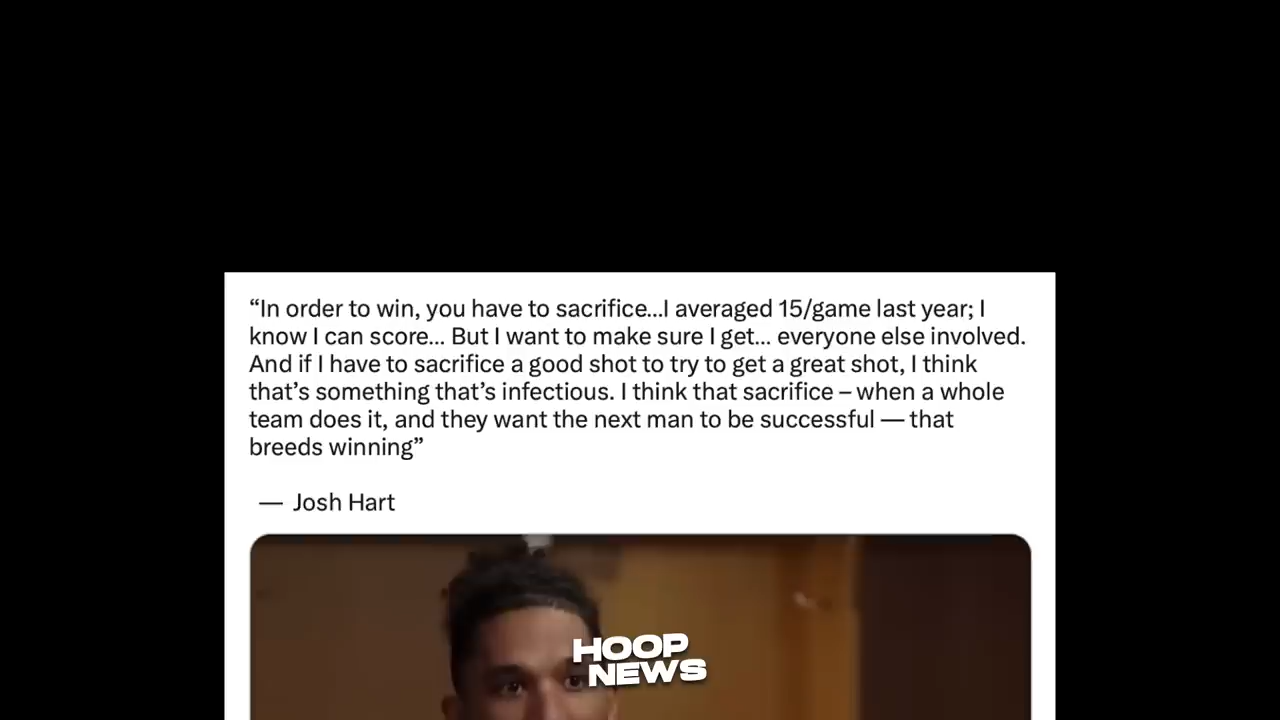 “In order to win, you have to sacrifice...I averaged 15/game last year; I
know I can score... But I want to make sure I get... everyone else involved.
And if I have to sacrifice a good shot to try to get a great shot, I think
that’s something that’s infectious. I think that sacrifice – when a whole
team does it, and they want the next man to be successful — that
breeds winning”
— Josh Hart
HOOP
NEWS